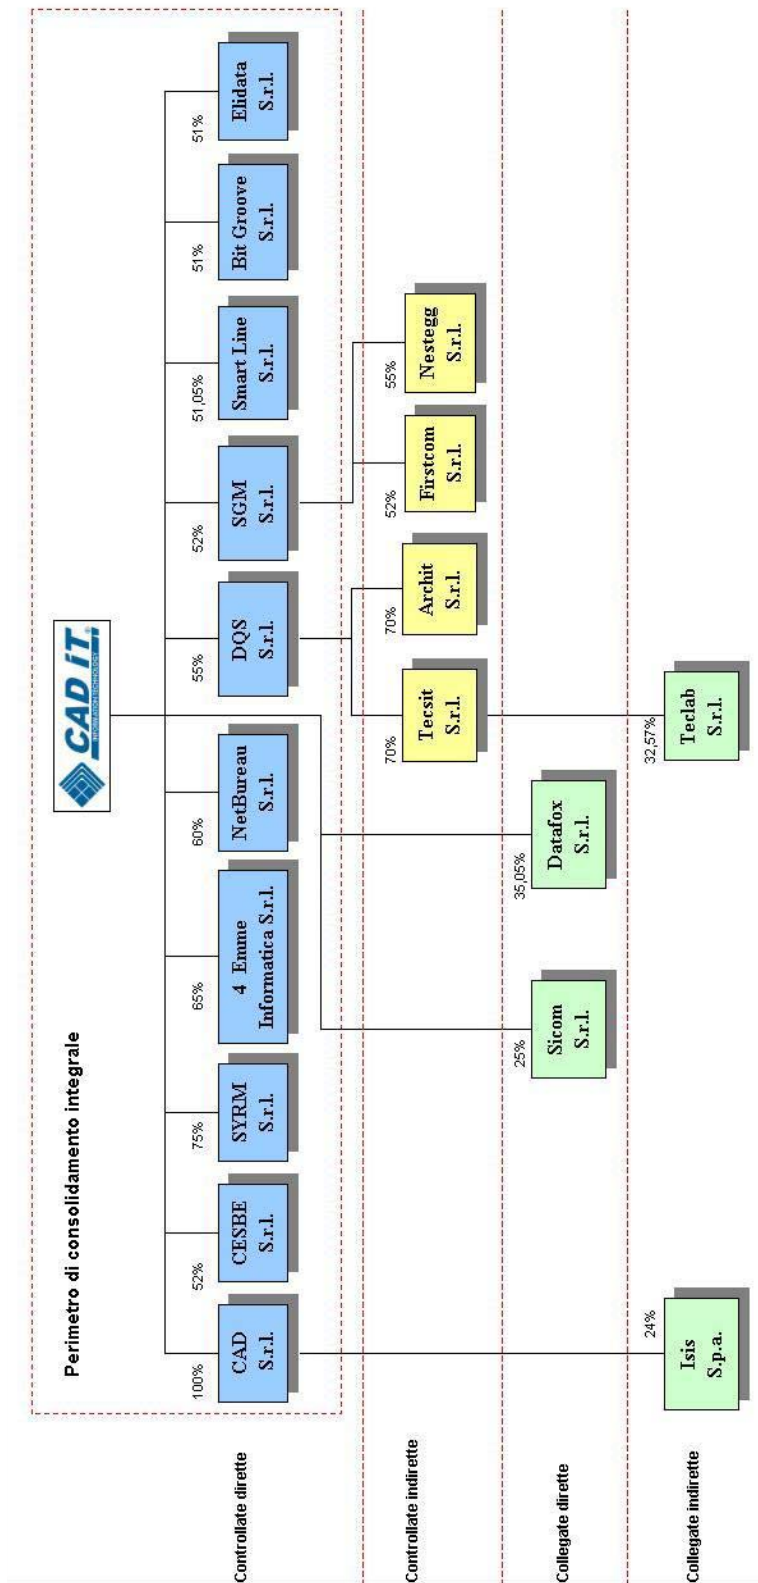 Perimetro di consolidamento integrale
CAD iT
INFORMATION TECHNOLOGY
Controllate dirette
100%
CAD
S.r.l.
52%
CESBE
S.r.l.
75%
SYRM
S.r.l.
65%
4 Emme
Informatica S.r.l.
60%
NetBureau
S.r.l.
55%
DQS
S.r.l.
52%
SGM
S.r.l.
51,05%
Smart Line
S.r.l.
51%
Bit Groove
S.r.l.
51%
Elidata
S.r.l.
Controllate indirette
70%
Tecsit
S.r.l.
70%
Archit
S.r.l.
52%
Firstcom
S.r.l.
55%
Nestegg
S.r.l.
Collegate dirette
25%
Sicom
S.r.l.
35,05%
Datafox
S.r.l.
Collegate indirette
24%
Isis
S.p.a.
32,57%
Teclab
S.r.l.